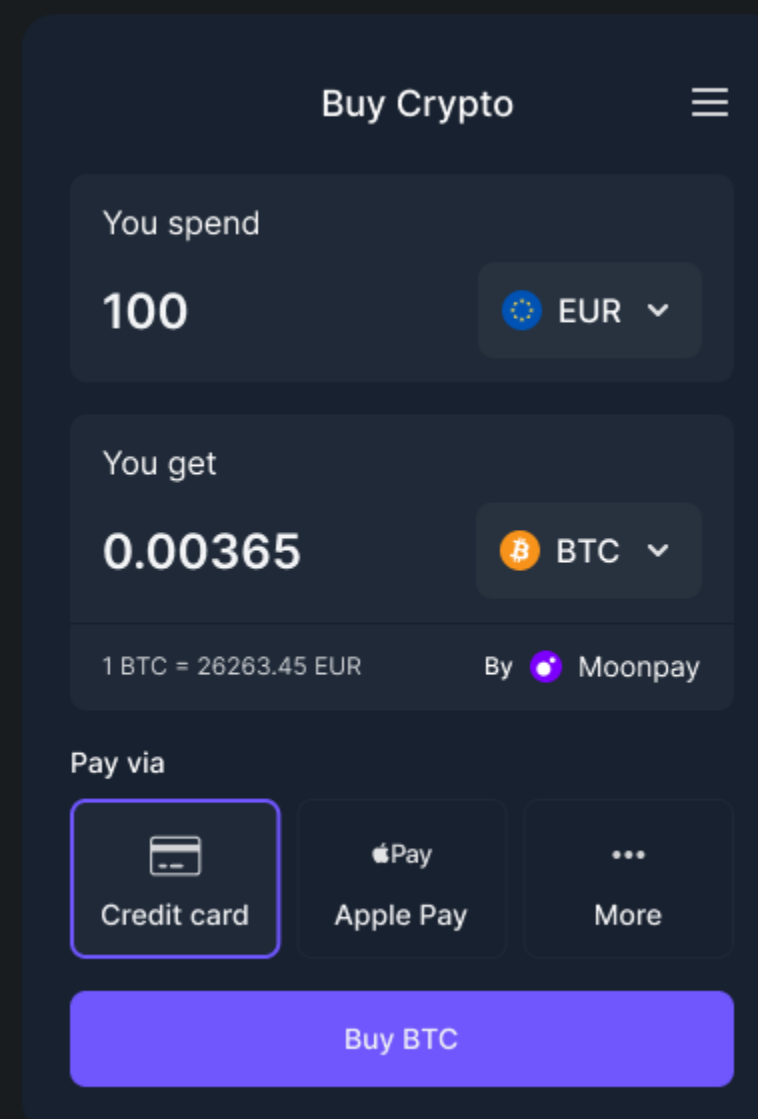 Buy Crypto
You spend
100 EUR
You get
0.00365 BTC
1 BTC = 26263.45 EUR By Moonpay
Pay via
Pay
Credit card Apple Pay More
Buy BTC